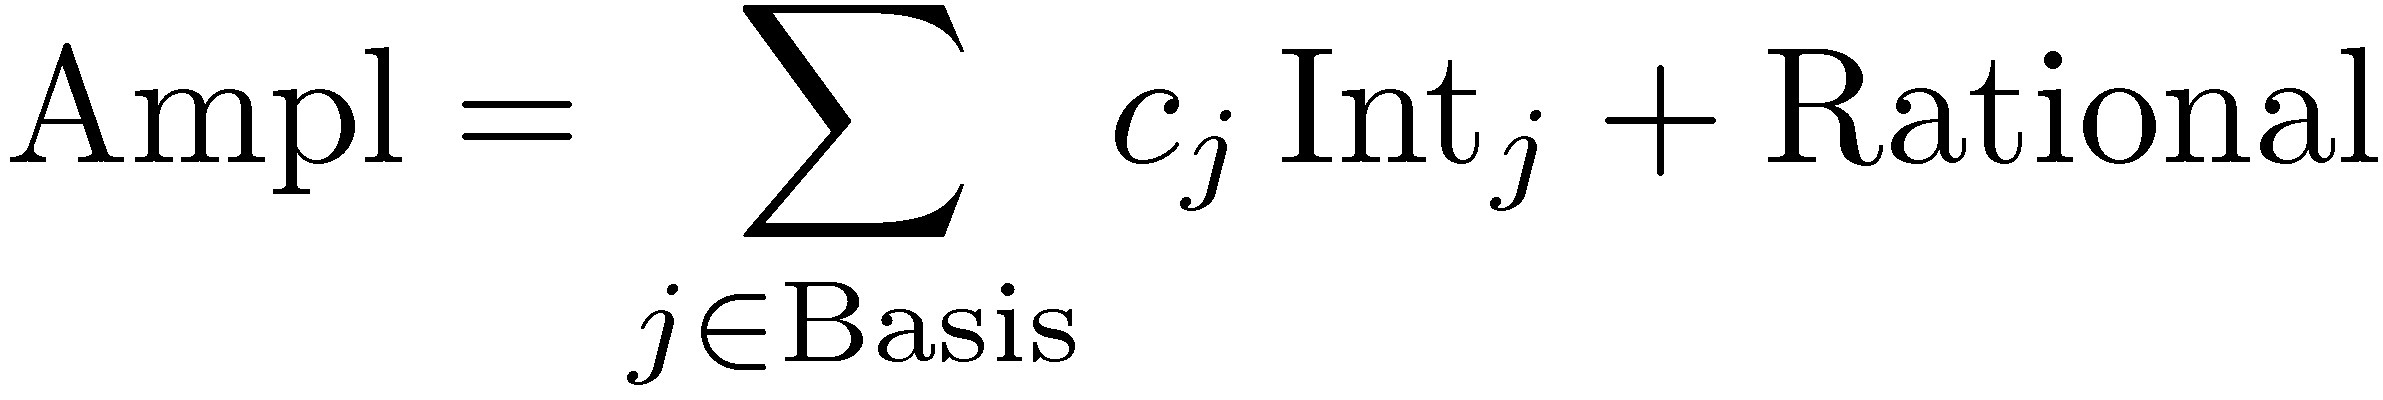 Ampl = ∑ c_j Int_j + Rational
j∈Basis